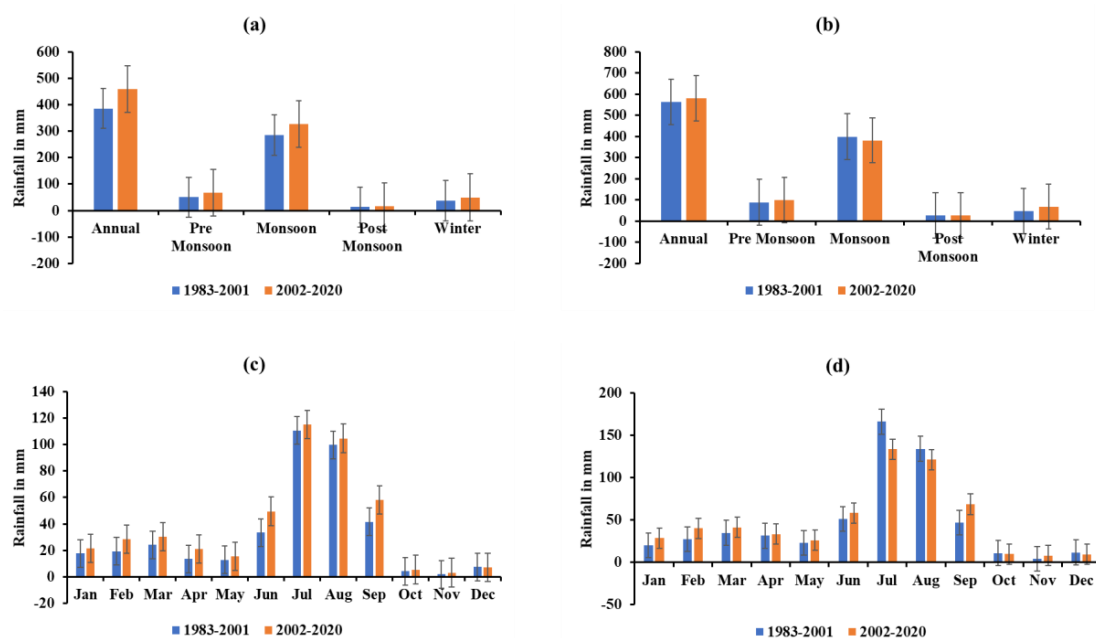 (a)
600
500
400
300
200
100
0
-100
-200
Rainfall in mm
Annual
Pre
Monsoon
Monsoon
Post
Monsoon
Winter
1983-2001 2002-2020
(b)
800
700
600
500
400
300
200
100
0
-100
-200
Rainfall in mm
Annual
Pre Monsoon
Monsoon
Post
Monsoon
Winter
1983-2001 2002-2020
(c)
140
120
100
80
60
40
20
0
-20
Rainfall in mm
Jan Feb Mar Apr May Jun Jul Aug Sep Oct Nov Dec
1983-2001 2002-2020
(d)
200
150
100
50
0
-50
Rainfall in mm
Jan Feb Mar Apr May Jun Jul Aug Sep Oct Nov Dec
1983-2001 2002-2020